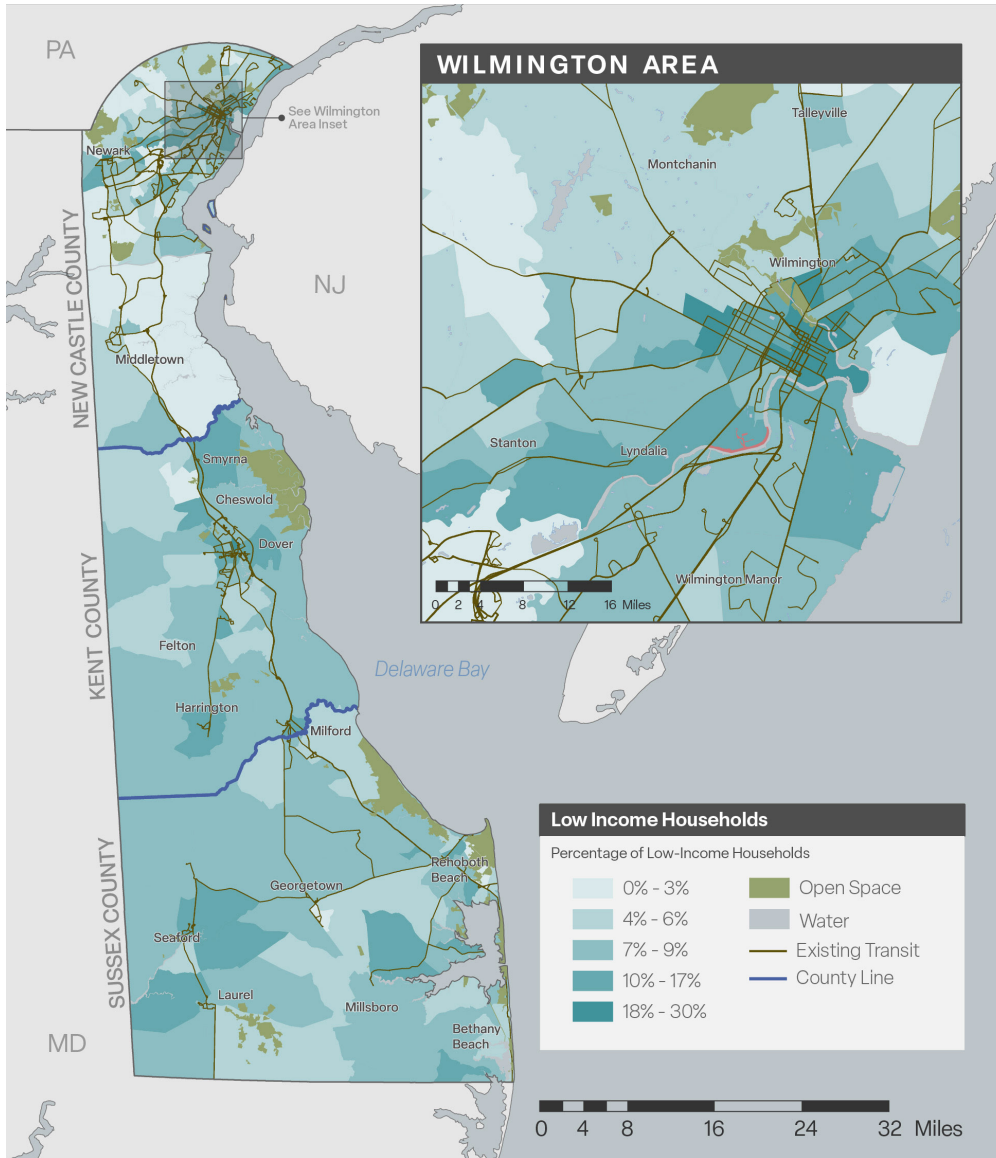 PA
See Wilmington
Area Inset
Newark
NEW CASTLE COUNTY
NJ
Middletown
Smyrna
Cheswold
Dover
KENT COUNTY
Felton
Delaware Bay
Harrington
Milford
SUSSEX COUNTY
Rehoboth
Beach
Georgetown
Seaford
Laurel
Millsboro
Bethany
Beach
MD
WILMINGTON AREA
Talleyville
Montchanin
Wilmington
Stanton
Lyndalia
Wilmington Manor
0 2 4 8 12 16 Miles
Low Income Households
Percentage of Low-Income Households
0% - 3%
4% - 6%
7% - 9%
10% - 17%
18% - 30%
Open Space
Water
Existing Transit
County Line
0 4 8 16 24 32 Miles